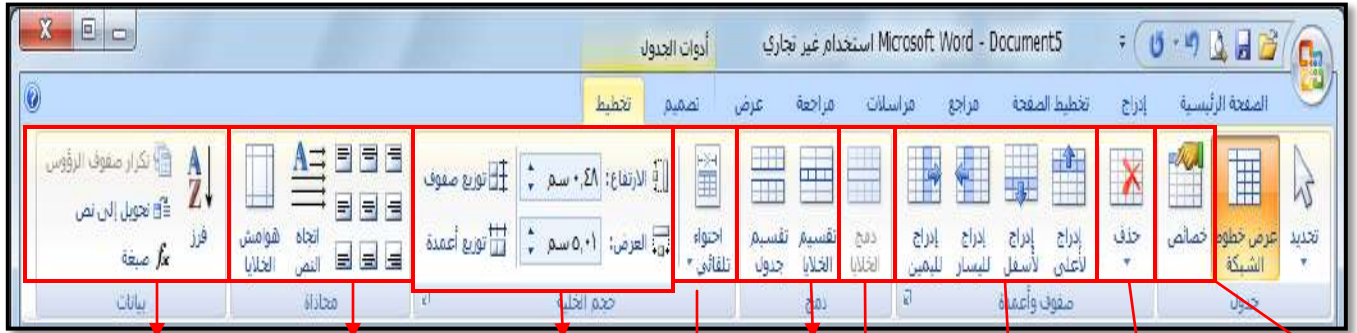 أدوات الجدول
Microsoft Word - Document5 استخدام غير تجاري
الصفحة الرئيسية
إدراج
تخطيط الصفحة
مراجع
مراسلات
مراجعة
عرض
تصميم
تخطيط
تحديد
عرض خطوط الشبكة
خصائص
جدول
حذف
إدراج لأعلى
إدراج لأسفل
إدراج لليسار
إدراج لليمين
صفوف وأعمدة
دمج الخلايا
تقسيم الخلايا
تقسيم جدول
دمج
احتواء تلقائي
الارتفاع: ٠,٤٨ سم
العرض: ٥,٠١ سم
توزيع صفوف
توزيع أعمدة
حجم الخلية
اتجاه النص
هوامش الخلايا
محاذاة
فرز
تكرار صفوف الرؤوس
تحويل إلى نص
صيغة
بيانات